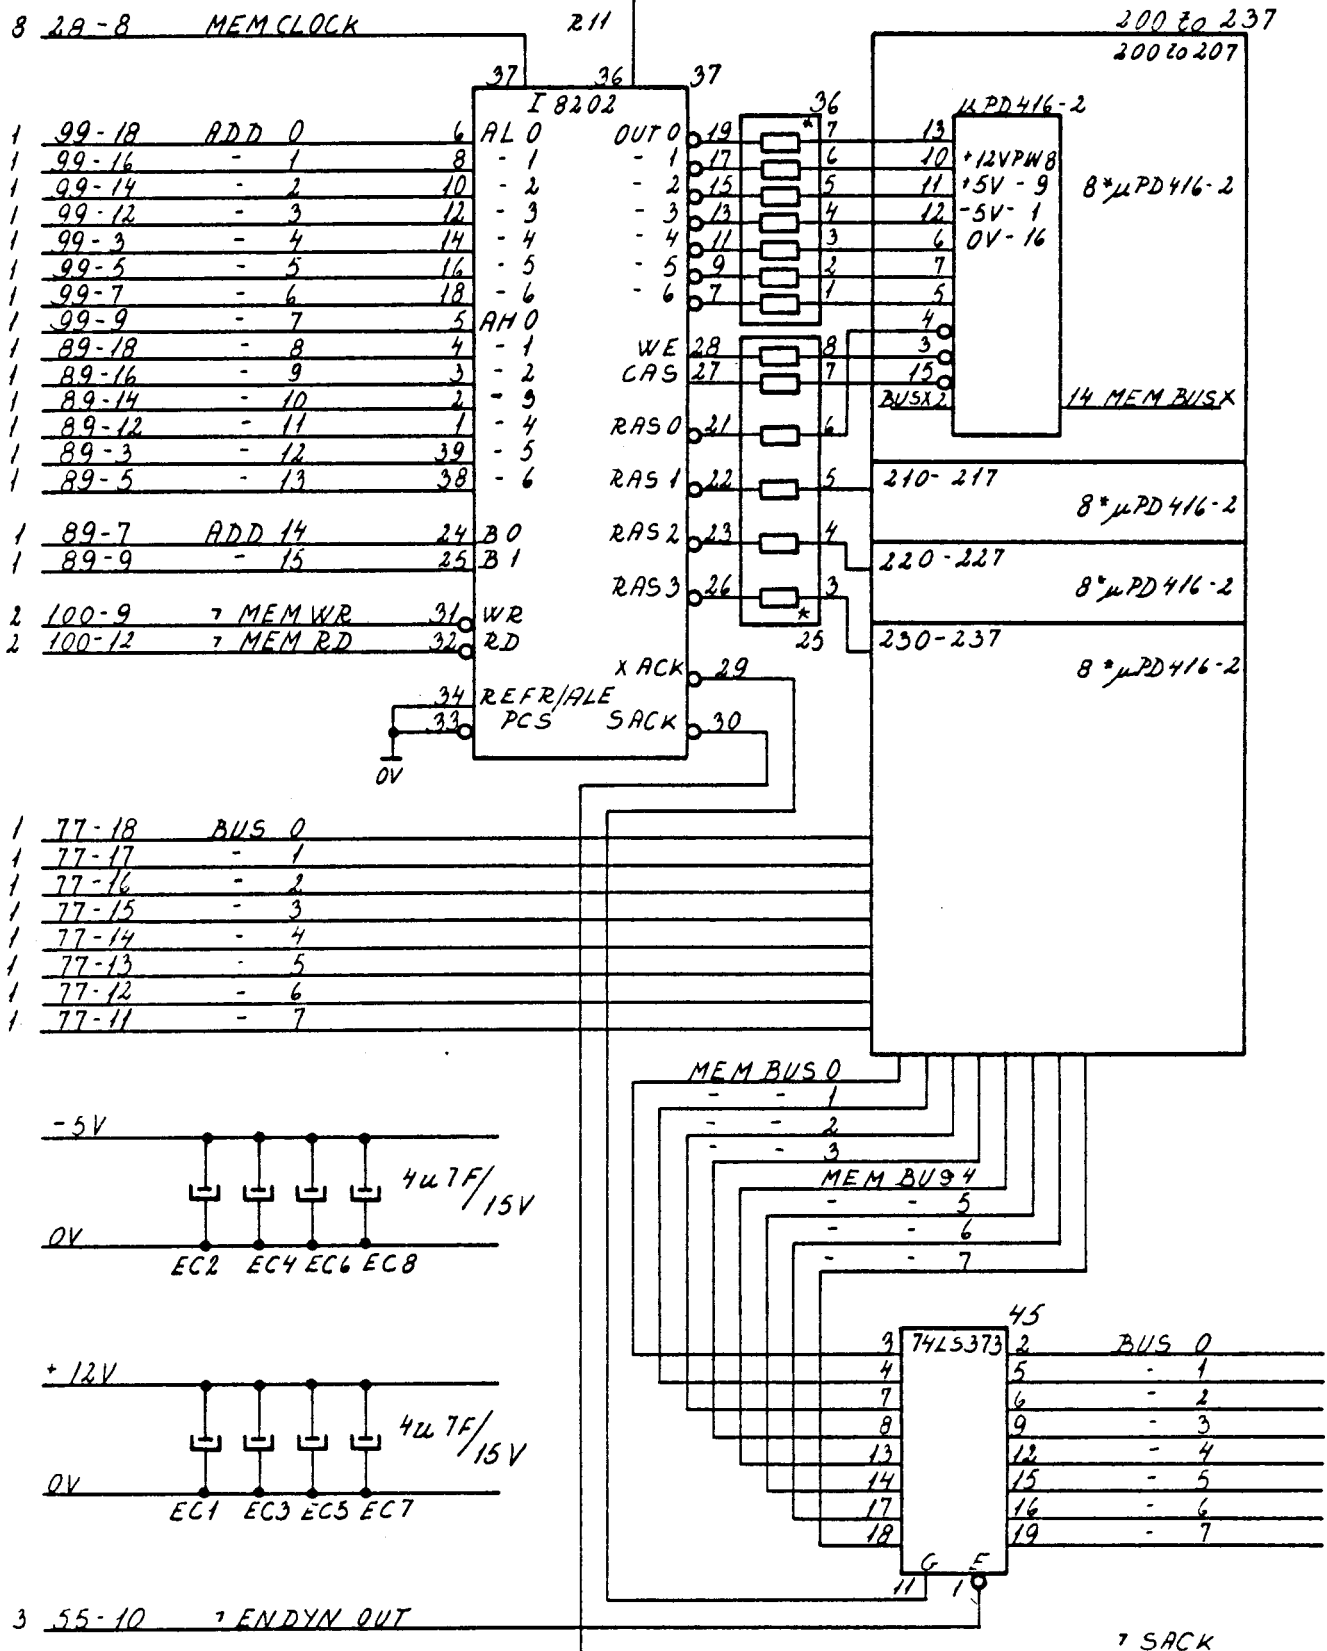 8 28-8 MEM CLOCK
R11
200 to 237
200 to 207
37 36 37
I 8202
36
µPD416-2
1 99-18 ADD 0 6 AL 0 OUT 0 19 * 7 13
1 99-16 - 1 8 - 1 - 1 17 6 10 +12V PW 8
1 99-14 - 2 10 - 2 - 2 15 5 11 +5V - 9 8*µPD416-2
1 99-12 - 3 12 - 3 - 3 13 4 12 -5V - 1
1 99-3 - 4 14 - 4 - 4 11 3 6 0V - 16
1 99-5 - 5 16 - 5 - 5 9 2 7
1 99-7 - 6 18 - 6 - 6 7 1 5
1 99-9 - 7 5 AH 0 4
1 89-18 - 8 4 - 1 WE 28 8 3
1 89-16 - 9 3 - 2 CAS 27 7 15
1 89-14 - 10 2 - 3 BUSX 2 14 MEM BUSX
1 89-12 - 11 1 - 4 RAS 0 21 6
1 89-3 - 12 39 - 5
1 89-5 - 13 38 - 6 RAS 1 22 5 210-217
8*µPD416-2
1 89-7 ADD 14 24 B0 RAS 2 23 4
1 89-9 - 15 25 B1 220-227
RAS 3 26 3 8*µPD416-2
2 100-9 ¬ MEM WR 31 WR *
2 100-12 ¬ MEM RD 32 RD 25 230-237
X ACK 29 8*µPD416-2
34 REFR/ALE
33 PCS SACK 30
0V
1 77-18 BUS 0
1 77-17 - 1
1 77-16 - 2
1 77-15 - 3
1 77-14 - 4
1 77-13 - 5
1 77-12 - 6
1 77-11 - 7
MEM BUS 0
- - 1
- - 2
- - 3
MEM BUS 4
- - 5
- - 6
- - 7
-5V
4u7F/15V
0V
EC2 EC4 EC6 EC8
+12V
4u7F/15V
0V
EC1 EC3 EC5 EC7
45
3 74LS373 2 BUS 0
4 5 - 1
7 6 - 2
8 9 - 3
13 12 - 4
14 15 - 5
17 16 - 6
18 19 - 7
G E
11 1
3 55-10 ¬ ENDYN OUT
¬ SACK